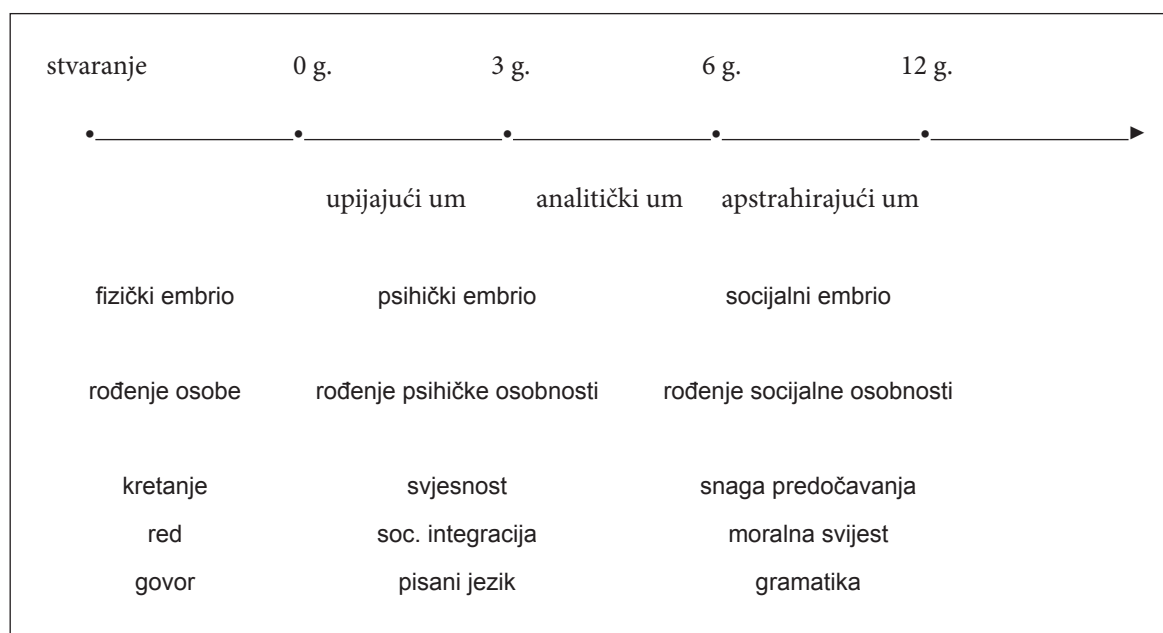 stvaranje 0 g. 3 g. 6 g. 12 g.
upijajući um analitički um apstrahirajući um
fizički embrio psihički embrio socijalni embrio
rođenje osobe rođenje psihičke osobnosti rođenje socijalne osobnosti
kretanje svjesnost snaga predočavanja
red soc. integracija moralna svijest
govor pisani jezik gramatika